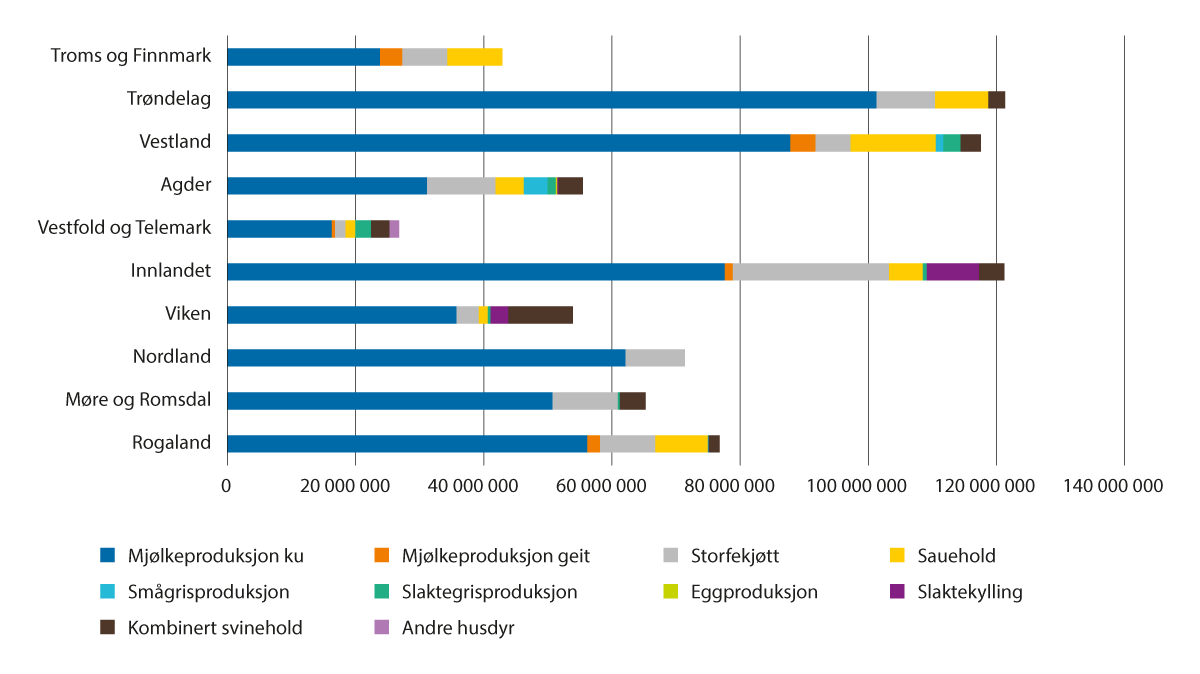 Troms og Finnmark
Trøndelag
Vestland
Agder
Vestfold og Telemark
Innlandet
Viken
Nordland
Møre og Romsdal
Rogaland
0 20 000 000 40 000 000 60 000 000 80 000 000 100 000 000 120 000 000 140 000 000
Mjølkeproduksjon ku Mjølkeproduksjon geit Storfekjøtt Sauehold
Smågrisproduksjon Slaktegrisproduksjon Eggproduksjon Slaktekylling
Kombinert svinehold Andre husdyr